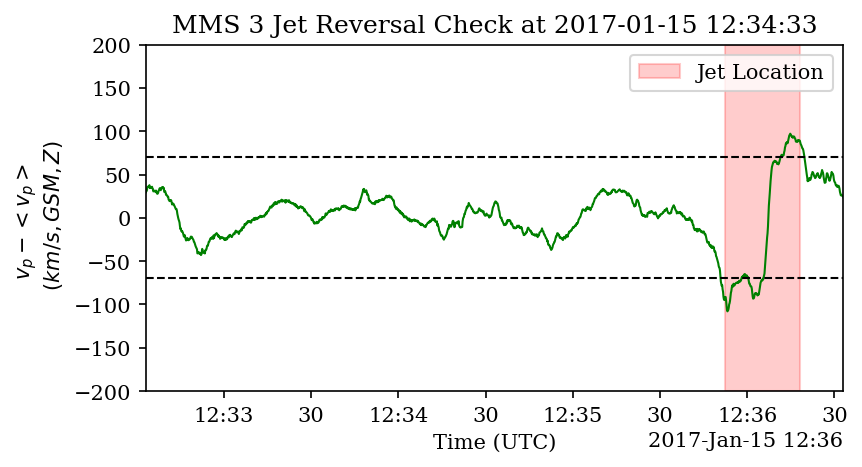 MMS 3 Jet Reversal Check at 2017-01-15 12:34:33
Jet Location
200
150
100
50
0
−50
−100
−150
−200
v_p − < v_p >
(km/s, GSM, Z)
12:33 30 12:34 30 12:35 30 12:36 30
Time (UTC)
2017-Jan-15 12:36